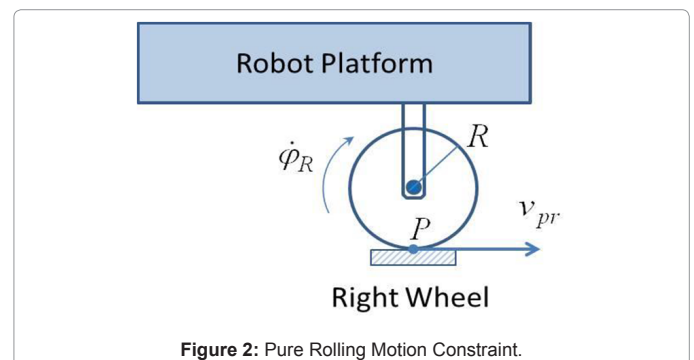 Robot Platform
φ̇R
R
P
vpr
Right Wheel
Figure 2: Pure Rolling Motion Constraint.